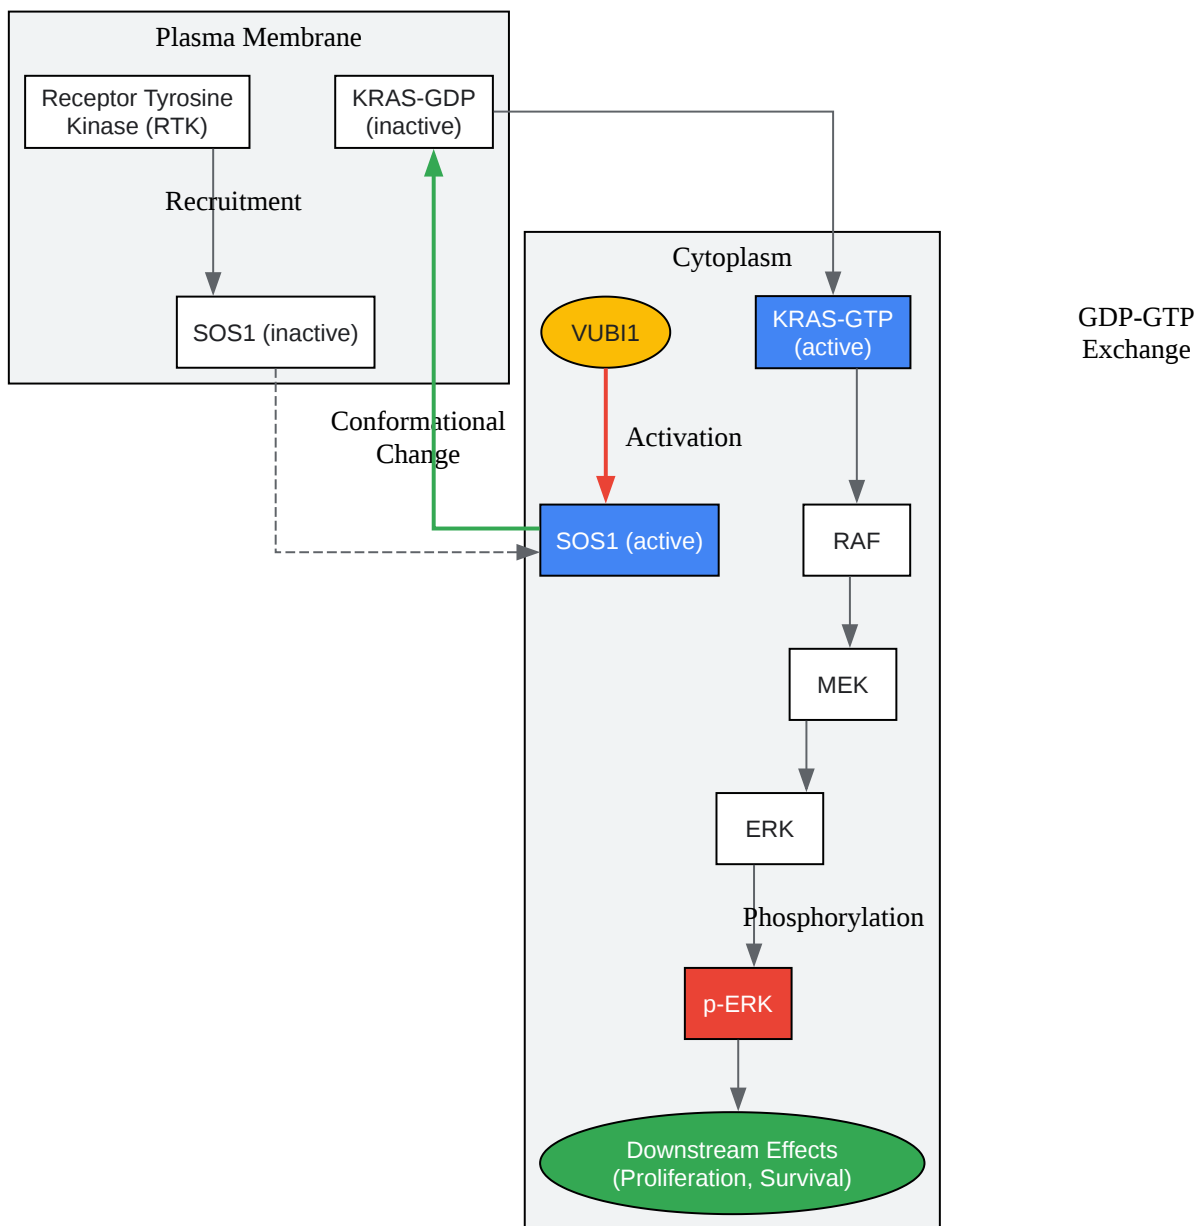 Plasma Membrane
Receptor Tyrosine
Kinase (RTK)
KRAS-GDP
(inactive)
Recruitment
SOS1 (inactive)
Cytoplasm
VUBI1
KRAS-GTP
(active)
GDP-GTP
Exchange
Conformational
Change
Activation
SOS1 (active)
RAF
MEK
ERK
Phosphorylation
p-ERK
Downstream Effects
(Proliferation, Survival)